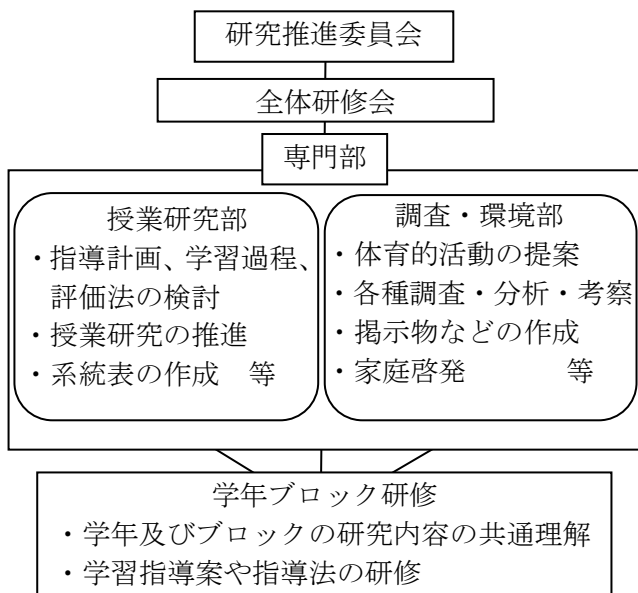 研究推進委員会
全体研修会
専門部
授業研究部
・指導計画、学習過程、
評価法の検討
・授業研究の推進
・系統表の作成　等
調査・環境部
・体育的活動の提案
・各種調査・分析・考察
・掲示物などの作成
・家庭啓発　　　等
学年ブロック研修
・学年及びブロックの研究内容の共通理解
・学習指導案や指導法の研修